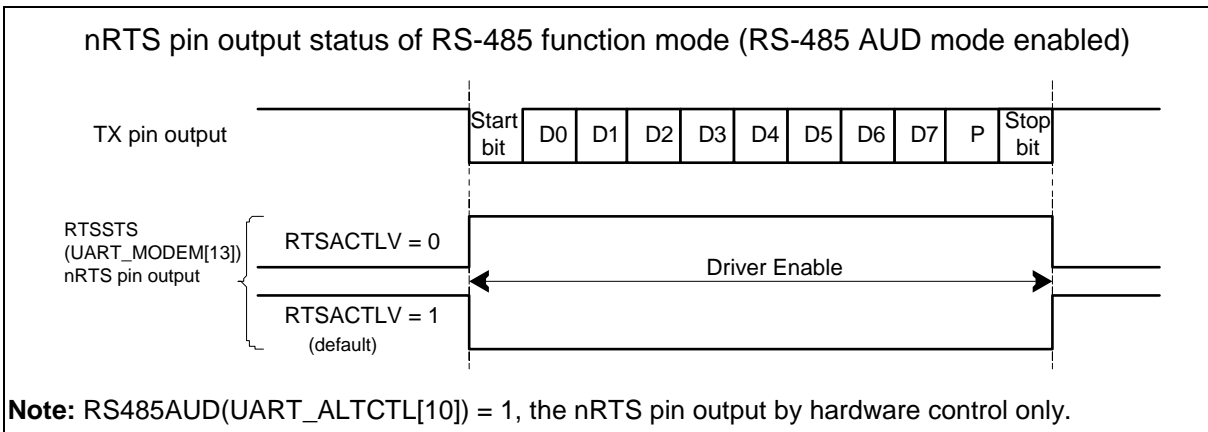 nRTS pin output status of RS-485 function mode (RS-485 AUD mode enabled)
TX pin output
Start bit D0 D1 D2 D3 D4 D5 D6 D7 P Stop bit
RTSSTS
(UART_MODEM[13])
nRTS pin output
RTSACTLV = 0
Driver Enable
RTSACTLV = 1
(default)
Note: RS485AUD(UART_ALTCTL[10]) = 1, the nRTS pin output by hardware control only.